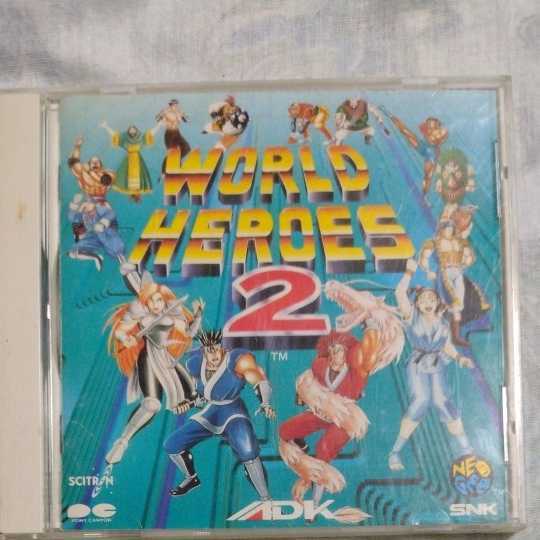 WORLD
HEROES
2
TM
SCITRON
PONY CANYON
ADK
NEO
GEO
SNK